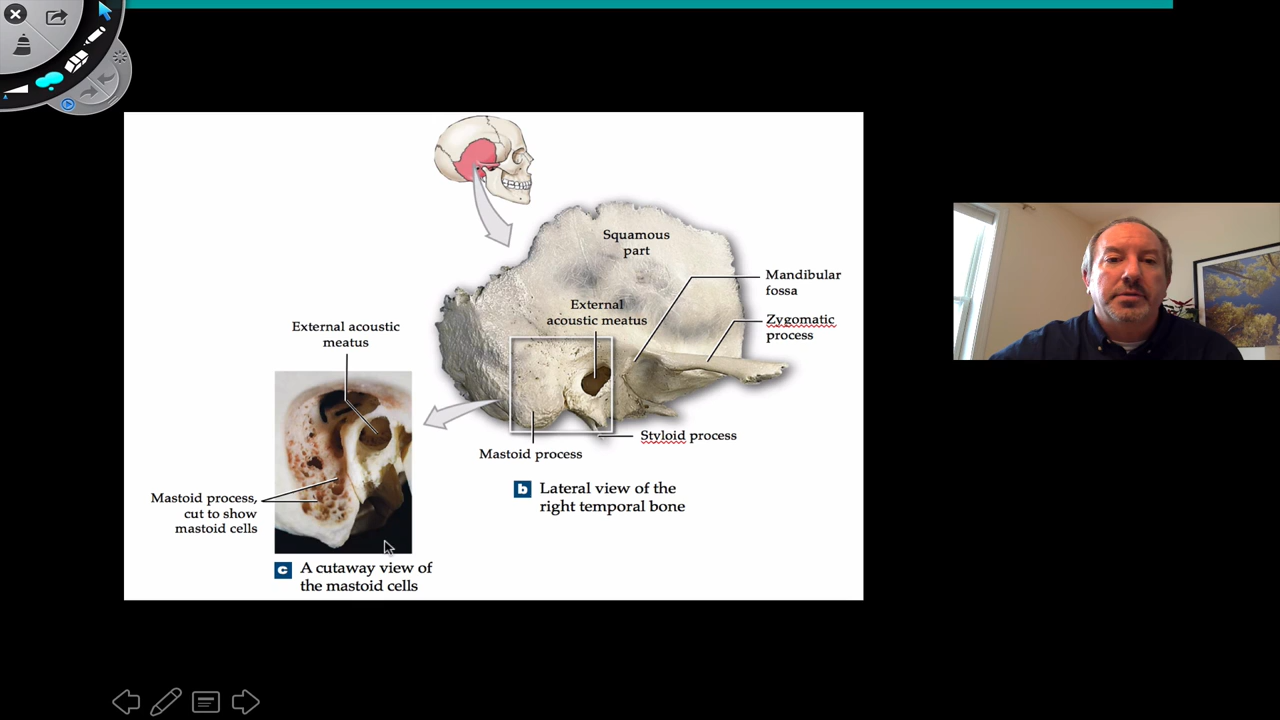 Squamous
part
Mandibular
fossa
External
acoustic meatus
Zygomatic
process
External acoustic
meatus
Styloid process
Mastoid process
b Lateral view of the
right temporal bone
Mastoid process,
cut to show
mastoid cells
c A cutaway view of
the mastoid cells